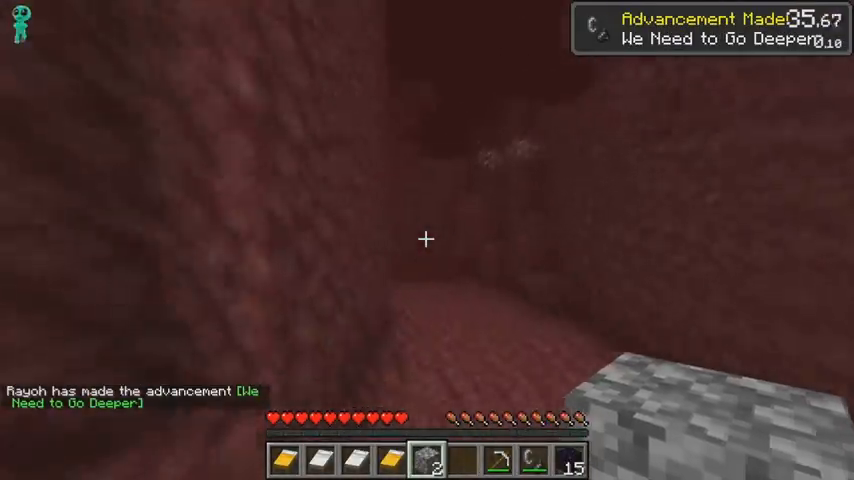 Advancement Made!
35.67
We Need to Go Deeper
0.10
Rayoh has made the advancement [We
Need to Go Deeper]
2
15